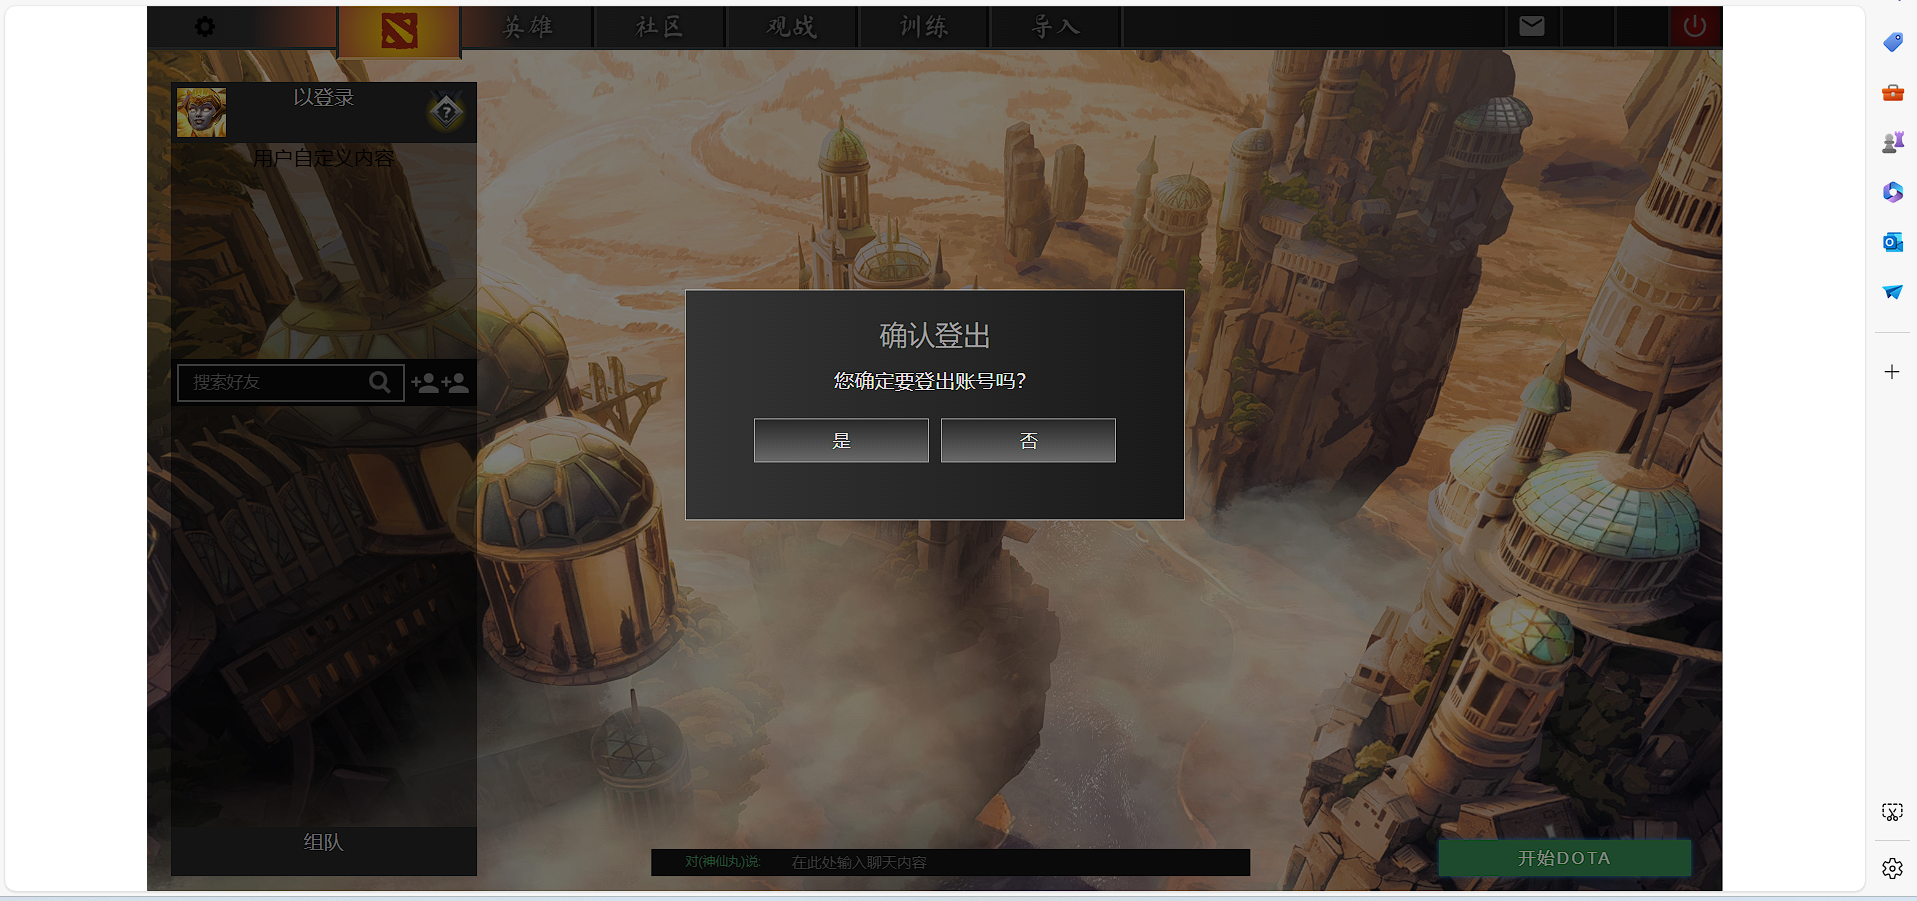 英雄
社区
观战
训练
导入
以登录
用户自定义内容
搜索好友
确认登出
您确定要登出账号吗?
是
否
组队
对(神仙丸)说:
在此处输入聊天内容
开始DOTA